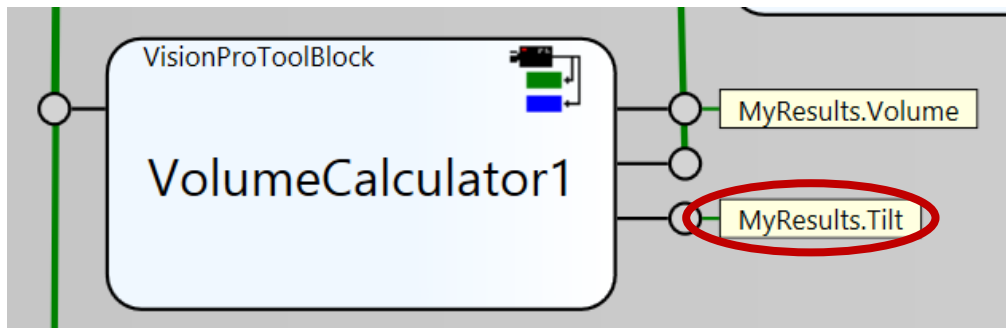 VisionProToolBlock
VolumeCalculator1
MyResults.Volume
MyResults.Tilt